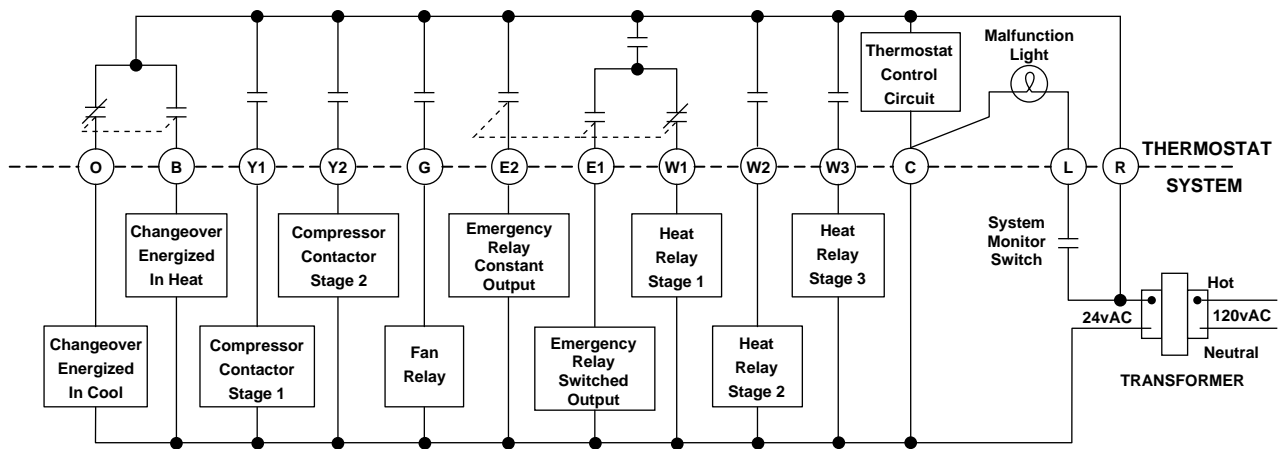 Thermostat
Control
Circuit
Malfunction
Light
O
B
Y1
Y2
G
E2
E1
W1
W2
W3
C
L
R
THERMOSTAT
SYSTEM
Changeover
Energized
In Heat
Compressor
Contactor
Stage 2
Emergency
Relay
Constant
Output
Heat
Relay
Stage 1
Heat
Relay
Stage 3
System
Monitor
Switch
Changeover
Energized
In Cool
Compressor
Contactor
Stage 1
Fan
Relay
Emergency
Relay
Switched
Output
Heat
Relay
Stage 2
24vAC
Hot
120vAC
Neutral
TRANSFORMER